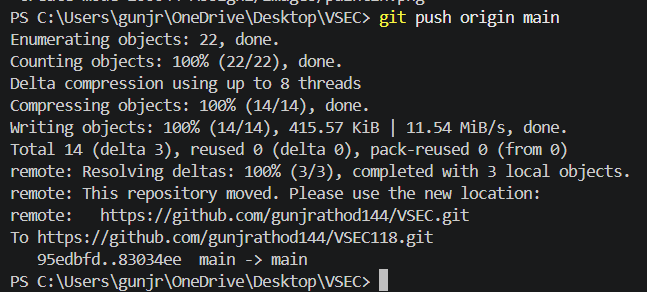 PS C:\Users\gunjr\OneDrive\Desktop\VSEC> git push origin main
Enumerating objects: 22, done.
Counting objects: 100% (22/22), done.
Delta compression using up to 8 threads
Compressing objects: 100% (14/14), done.
Writing objects: 100% (14/14), 415.57 KiB | 11.54 MiB/s, done.
Total 14 (delta 3), reused 0 (delta 0), pack-reused 0 (from 0)
remote: Resolving deltas: 100% (3/3), completed with 3 local objects.
remote: This repository moved. Please use the new location:
remote:   https://github.com/gunjrathod144/VSEC.git
To https://github.com/gunjrathod144/VSEC118.git
   95edbfd..83034ee  main -> main
PS C:\Users\gunjr\OneDrive\Desktop\VSEC>